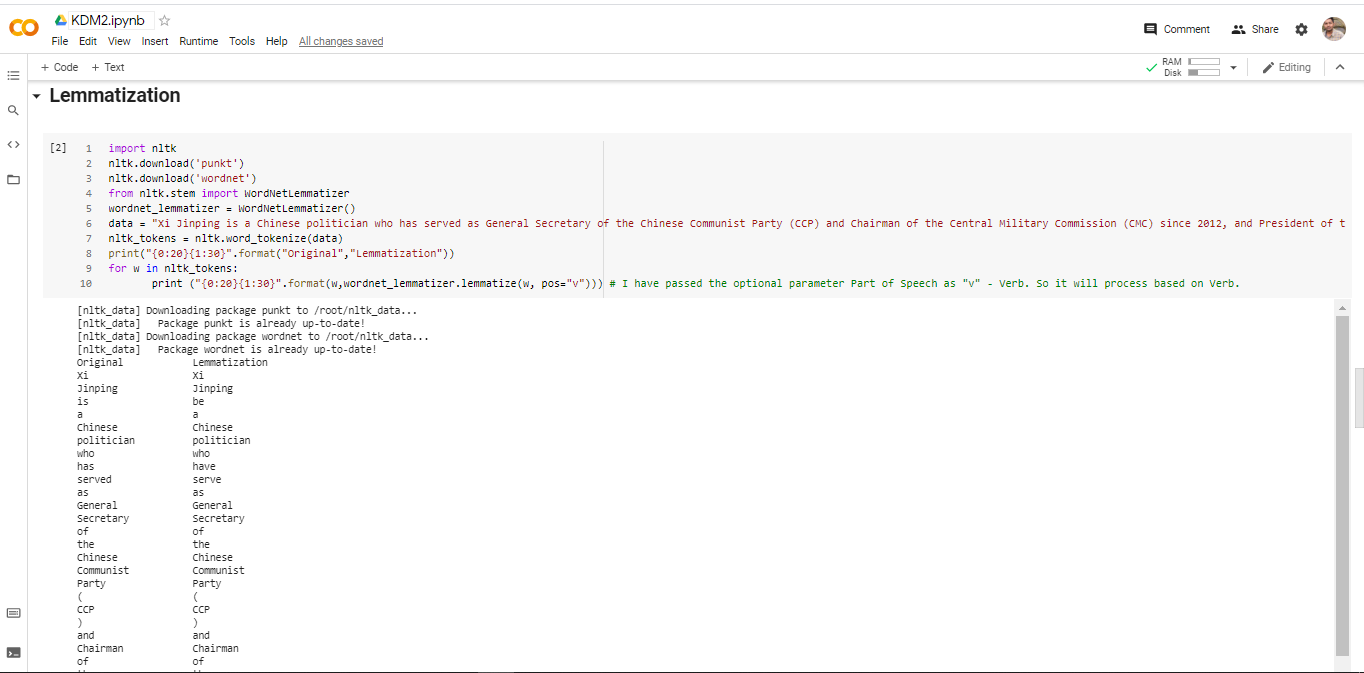 KDM2.ipynb
File Edit View Insert Runtime Tools Help All changes saved
Comment Share
+ Code + Text
RAM
Disk
Editing
Lemmatization
[2] 1 import nltk
2 nltk.download('punkt')
3 nltk.download('wordnet')
4 from nltk.stem import WordNetLemmatizer
5 wordnet_lemmatizer = WordNetLemmatizer()
6 data = "Xi Jinping is a Chinese politician who has served as General Secretary of the Chinese Communist Party (CCP) and Chairman of the Central Military Commission (CMC) since 2012, and President of t
7 nltk_tokens = nltk.word_tokenize(data)
8 print("{0:20}{1:30}".format("Original","Lemmatization"))
9 for w in nltk_tokens:
10 print ("{0:20}{1:30}".format(w,wordnet_lemmatizer.lemmatize(w, pos="v"))) # I have passed the optional parameter Part of Speech as "v" - Verb. So it will process based on Verb.
[nltk_data] Downloading package punkt to /root/nltk_data...
[nltk_data] Package punkt is already up-to-date!
[nltk_data] Downloading package wordnet to /root/nltk_data...
[nltk_data] Package wordnet is already up-to-date!
Original Lemmatization
Xi Xi
Jinping Jinping
is be
a a
Chinese Chinese
politician politician
who who
has have
served serve
as as
General General
Secretary Secretary
of of
the the
Chinese Chinese
Communist Communist
Party Party
( (
CCP CCP
) )
and and
Chairman Chairman
of of